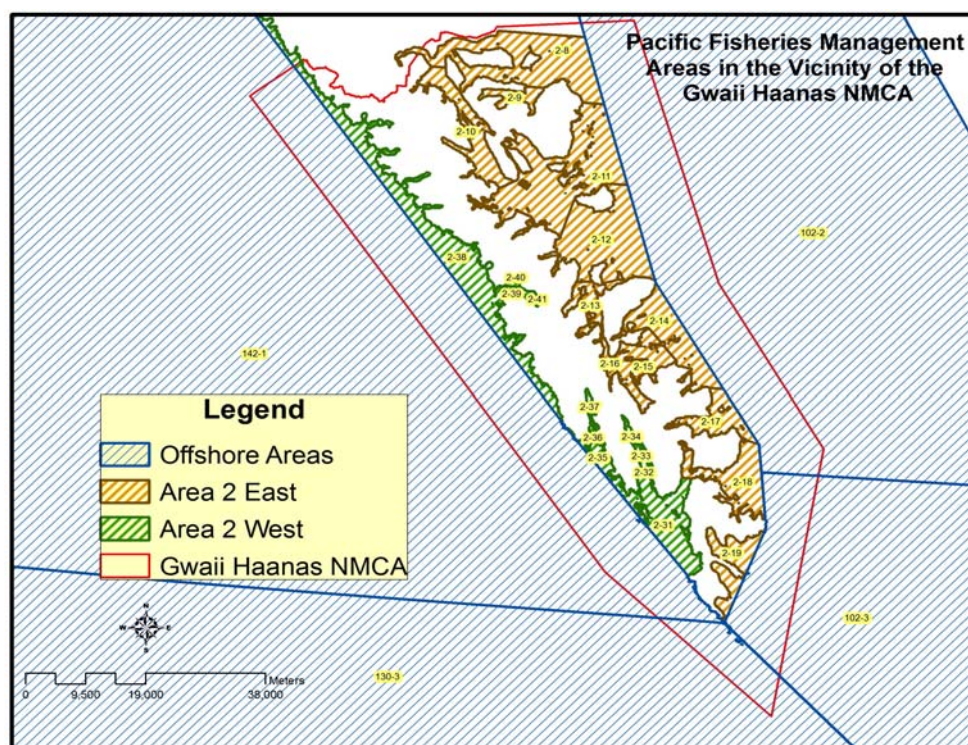 Pacific Fisheries Management
Areas in the Vicinity of the
Gwaii Haanas NMCA
2-8
2-9
2-10
2-11
2-12
102-2
2-38
2-40
2-39
2-41
2-13
2-14
142-1
2-16
2-15
2-37
2-17
2-36
2-34
2-35
2-33
2-32
2-18
2-31
2-19
Legend
Offshore Areas
Area 2 East
Area 2 West
Gwaii Haanas NMCA
102-3
130-3
N
W
E
S
Meters
0 9,500 19,000 38,000